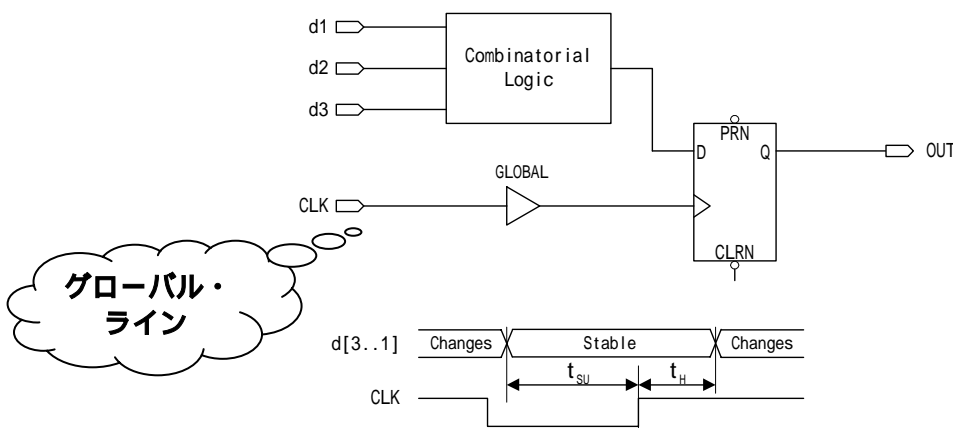 d1
d2
d3
Combinatorial
Logic
PRN
D
Q
OUT
GLOBAL
CLK
CLRN
グローバル・
ライン
d[3..1]
Changes
Stable
Changes
tSU
tH
CLK